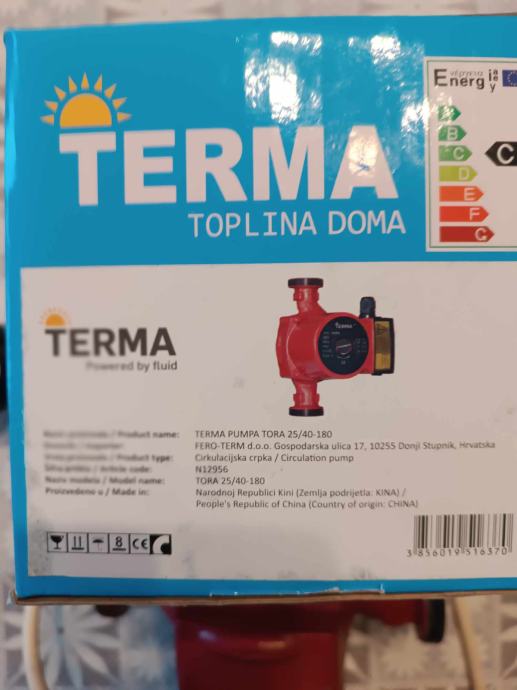 TERMA
TOPLINA DOMA
Energ
A
B
C
D
E
F
G
C
TERMA
Powered by fluid
TERMA
/ Product name: TERMA PUMPA TORA 25/40-180
FERO-TERM d.o.o. Gospodarska ulica 17, 10255 Donji Stupnik, Hrvatska
/ Product type: Cirkulacijska crpka / Circulation pump
/ Article code: N12956
Naziv modela / Model name: TORA 25/40-180
Proizvedeno u / Made in: Narodnoj Republici Kini (Zemlja podrijetla: KINA) /
People's Republic of China (Country of origin: CHINA)
8 CE
3 856019 516370